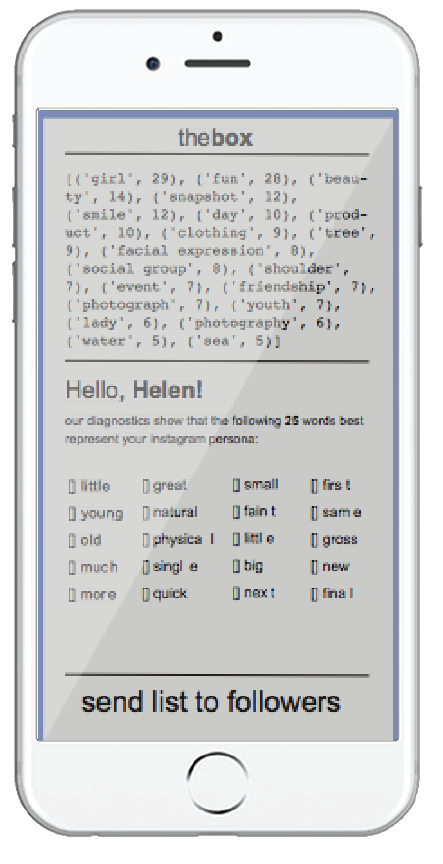 thebox
[('girl', 29), ('fun', 28), ('beau-
ty', 14), ('snapshot', 12),
('smile', 12), ('day', 10), ('prod-
uct', 10), ('clothing', 9), ('tree',
9), ('facial expression', 8),
('social group', 8), ('shoulder',
7), ('event', 7), ('friendship', 7),
('photograph', 7), ('youth', 7),
('lady', 6), ('photography', 6),
('water', 5), ('sea', 5)]
Hello, Helen!
our diagnostics show that the following 25 words best
represent your instagram persona:
[] little [] great [] small [] firs t
[] young [] natural [] fain t [] sam e
[] old [] physica l [] littl e [] gross
[] much [] singl e [] big [] new
[] more [] quick [] nex t [] fina l
send list to followers